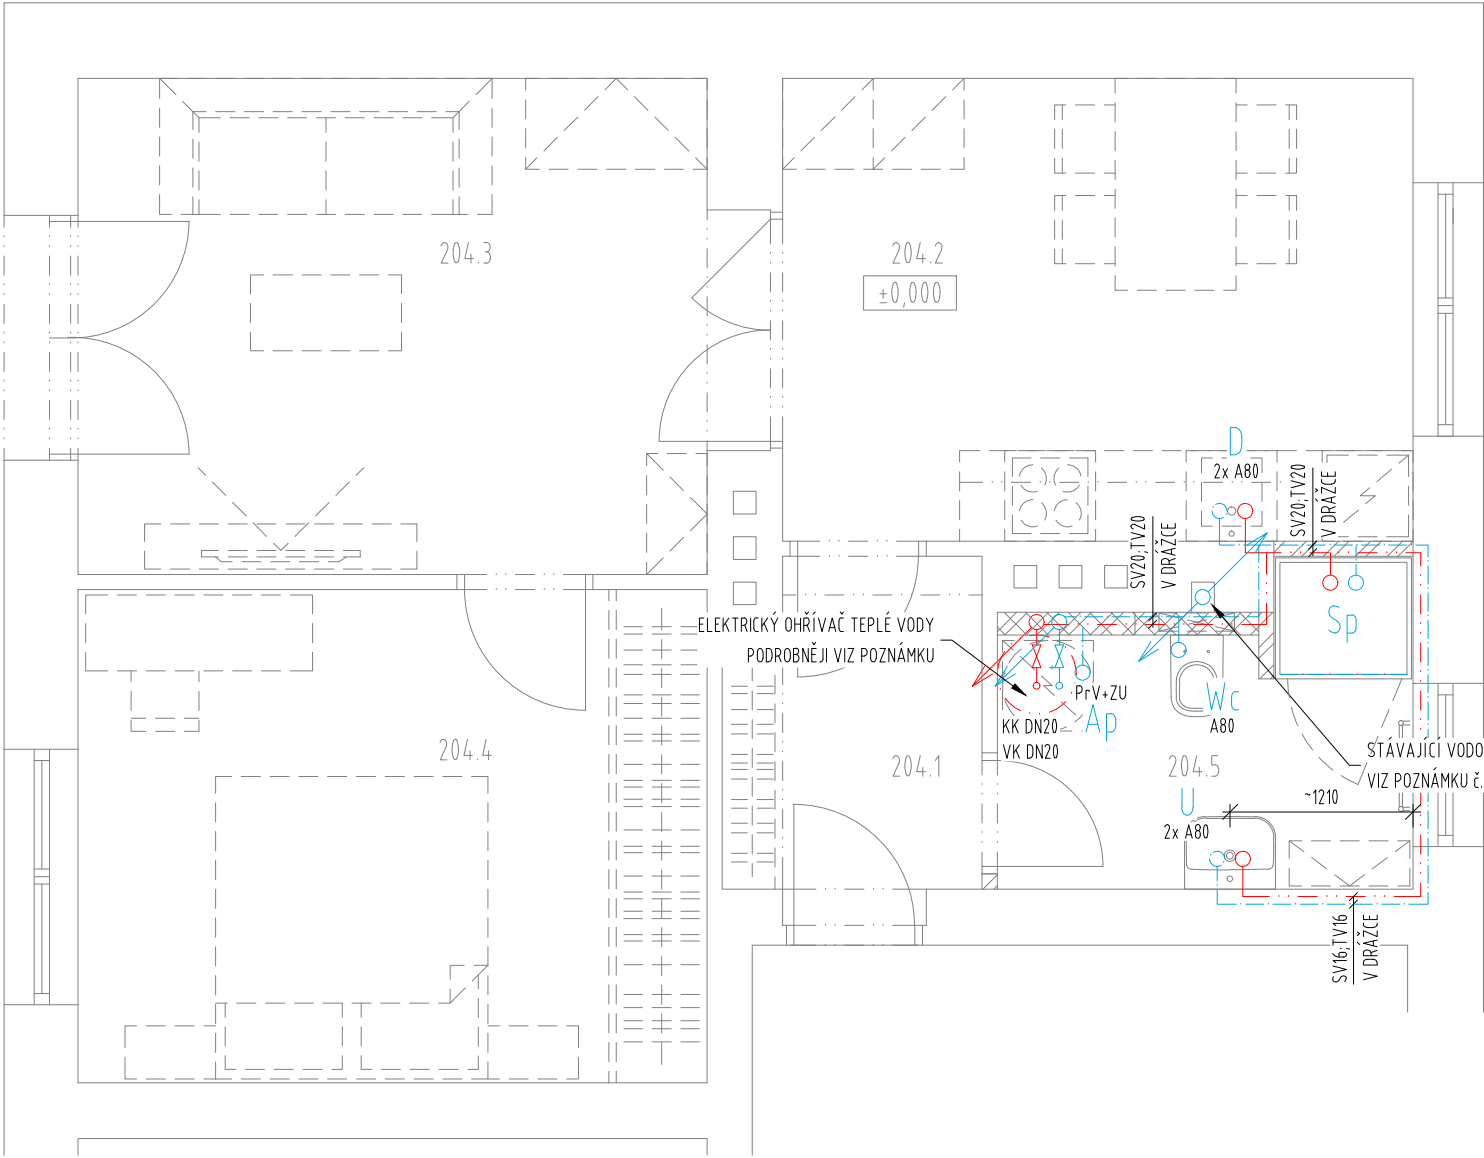 204.3
204.2
±0,000
D
2x A80
SV20;TV20
V DRÁŽCE
SV20;TV20
V DRÁŽCE
Sp
ELEKTRICKÝ OHŘÍVAČ TEPLÉ VODY
PODROBNĚJI VIZ POZNÁMKU
PrV+ZU
Ap
KK DN20
VK DN20
Wc
A80
204.4
204.1
204.5
STÁVAJÍCÍ VODO
VIZ POZNÁMKU č.
~1210
U
2x A80
SV16;TV16
V DRÁŽCE